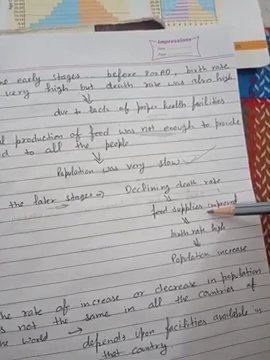 Impressions
early stages... before 200AD, birth rate
very high but death rate was also high
due to lack of proper health facilities
production of food was not enough to provide
to all the people
Population was very slow
the later stages => Declining death rate
food supplies improved
birth rate high
Population increase
the rate of increase or decrease in population
not the same in all the countries of
the world → depends upon facilities available in
that country